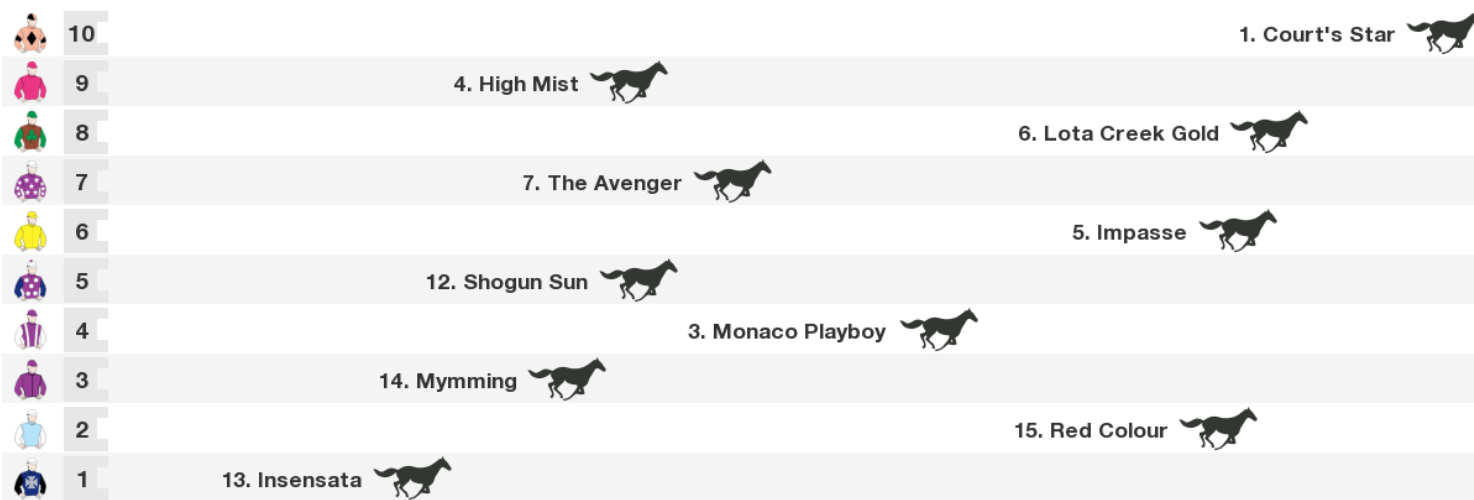 10 1. Court's Star
9 4. High Mist
8 6. Lota Creek Gold
7 7. The Avenger
6 5. Impasse
5 12. Shogun Sun
4 3. Monaco Playboy
3 14. Mymming
2 15. Red Colour
1 13. Insensata